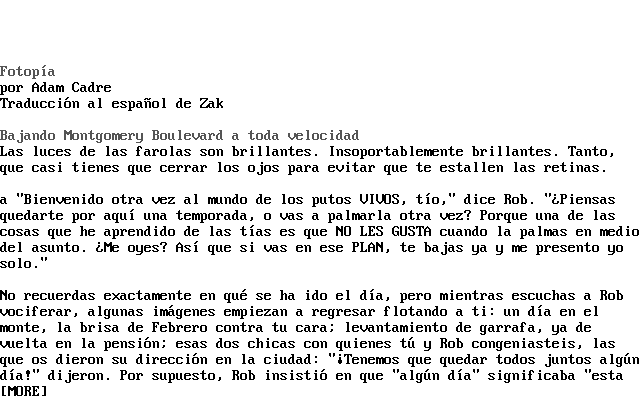 Fotopía
por Adam Cadre
Traducción al español de Zak
Bajando Montgomery Boulevard a toda velocidad
Las luces de las farolas son brillantes. Insoportablemente brillantes. Tanto,
que casi tienes que cerrar los ojos para evitar que te estallen las retinas.
a "Bienvenido otra vez al mundo de los putos VIVOS, tío," dice Rob. "¿Piensas
quedarte por aquí una temporada, o vas a palmarla otra vez? Porque una de las
cosas que he aprendido de las tías es que NO LES GUSTA cuando la palmas en medio
del asunto. ¿Me oyes? Así que si vas en ese PLAN, te bajas ya y me presento yo
solo."
No recuerdas exactamente en qué se ha ido el día, pero mientras escuchas a Rob
vociferar, algunas imágenes empiezan a regresar flotando a ti: un día en el
monte, la brisa de Febrero contra tu cara; levantamiento de garrafa, ya de
vuelta en la pensión; esas dos chicas con quienes tú y Rob congeniasteis, las
que os dieron su dirección en la ciudad: "¡Tenemos que quedar todos juntos algún
día!" dijeron. Por supuesto, Rob insistió en que "algún día" significaba "esta
[MORE]